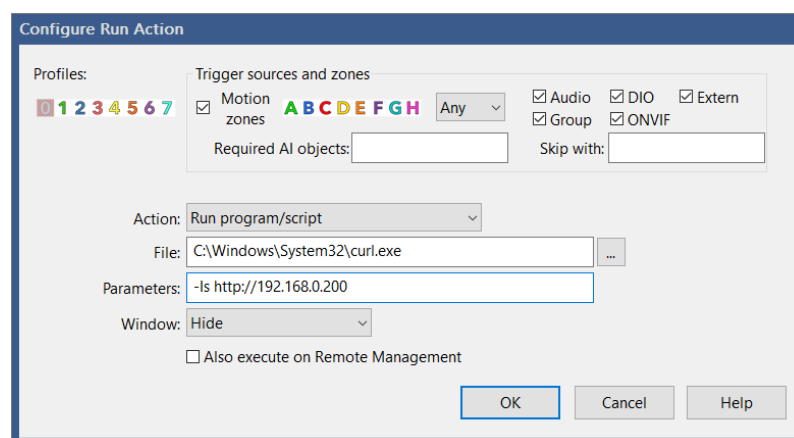 Configure Run Action
Profiles:
0 1 2 3 4 5 6 7
Trigger sources and zones
Motion zones A B C D E F G H Any
Audio DIO Extern
Group ONVIF
Required AI objects: Skip with:
Action: Run program/script
File: C:\Windows\System32\curl.exe ...
Parameters: -Is http://192.168.0.200
Window: Hide
Also execute on Remote Management
OK Cancel Help